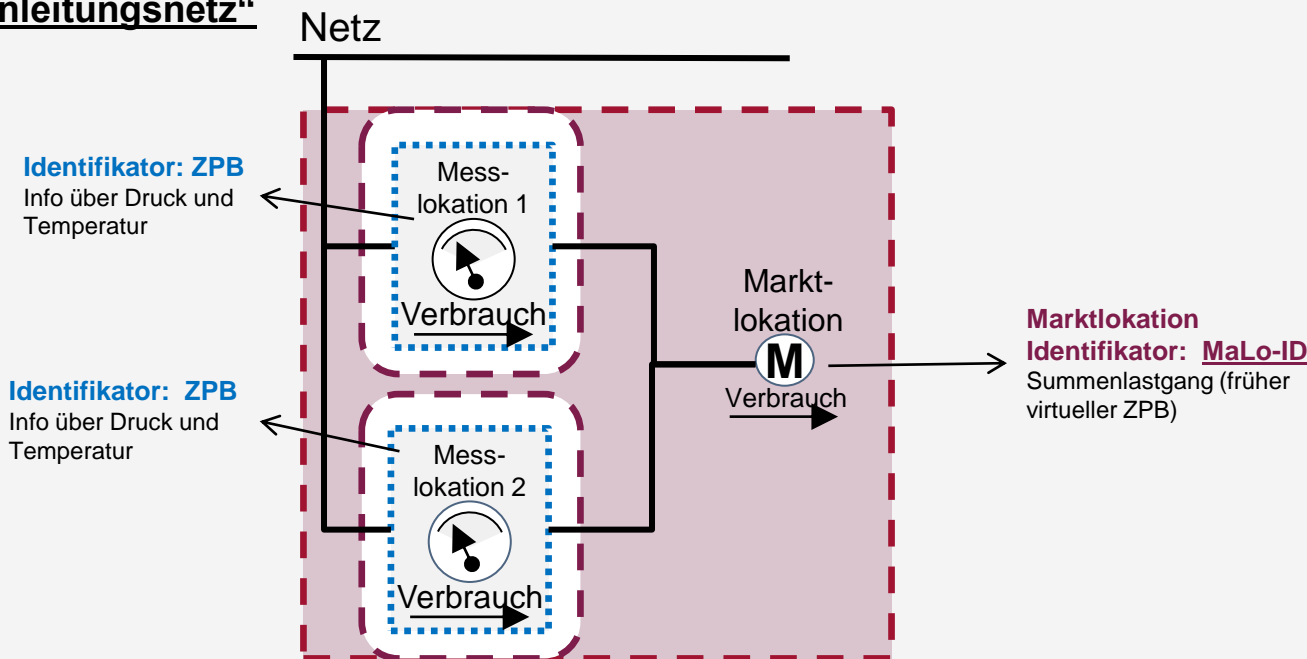 nleitungsnetz“
Netz
Identifikator: ZPB
Info über Druck und
Temperatur
Mess-
lokation 1
Verbrauch
Markt-
lokation
M
Verbrauch
Marktlokation
Identifikator: MaLo-ID
Summenlastgang (früher
virtueller ZPB)
Identifikator: ZPB
Info über Druck und
Temperatur
Mess-
lokation 2
Verbrauch